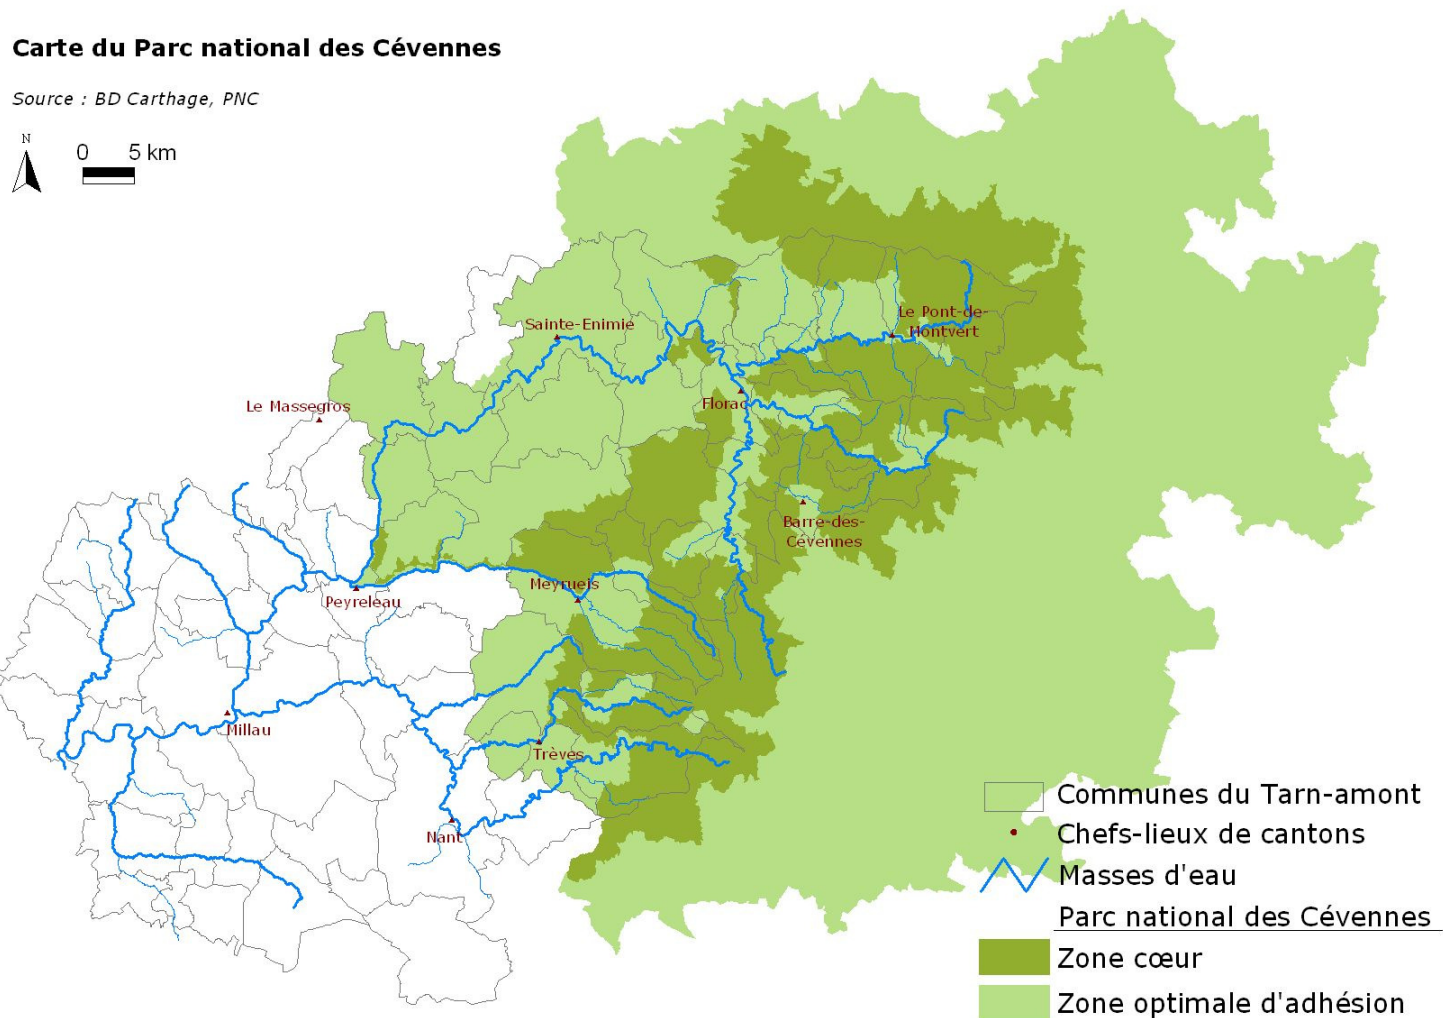 Carte du Parc national des Cévennes
Source : BD Carthage, PNC
N
0 5 km
Sainte-Enimie
Le Pont-de-
Montvert
Florac
Le Massegros
Barre-des-
Cévennes
Meyrueis
Peyreleau
Millau
Trèves
Nant
Communes du Tarn-amont
Chefs-lieux de cantons
Masses d'eau
Parc national des Cévennes
Zone cœur
Zone optimale d'adhésion